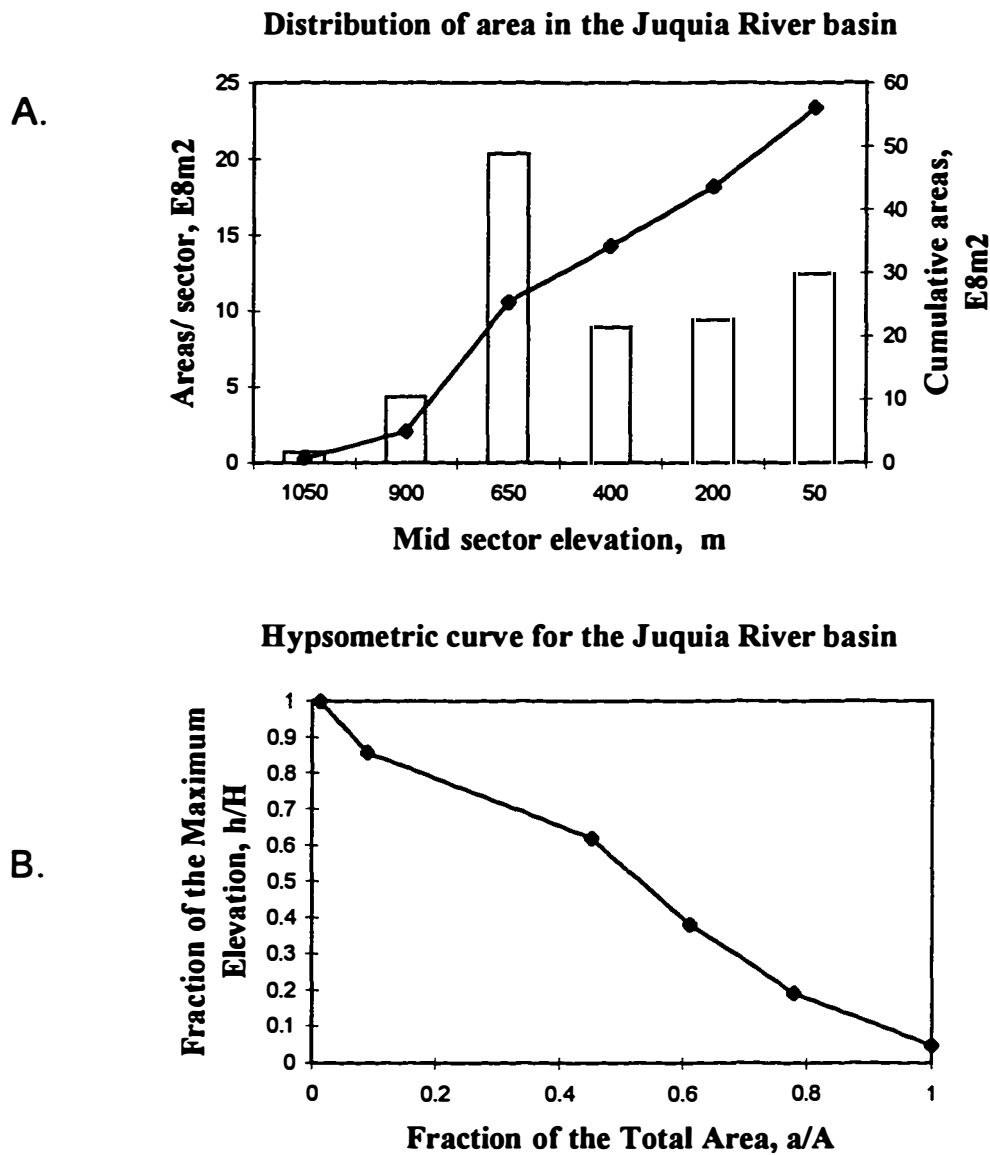 Distribution of area in the Juquia River basin
A.
Areas/ sector, E8m2
25
20
15
10
5
0
60
50
40
30
20
10
0
Cumulative areas,
E8m2
1050 900 650 400 200 50
Mid sector elevation, m
Hypsometric curve for the Juquia River basin
B.
Fraction of the Maximum
Elevation, h/H
1
0.9
0.8
0.7
0.6
0.5
0.4
0.3
0.2
0.1
0
0 0.2 0.4 0.6 0.8 1
Fraction of the Total Area, a/A